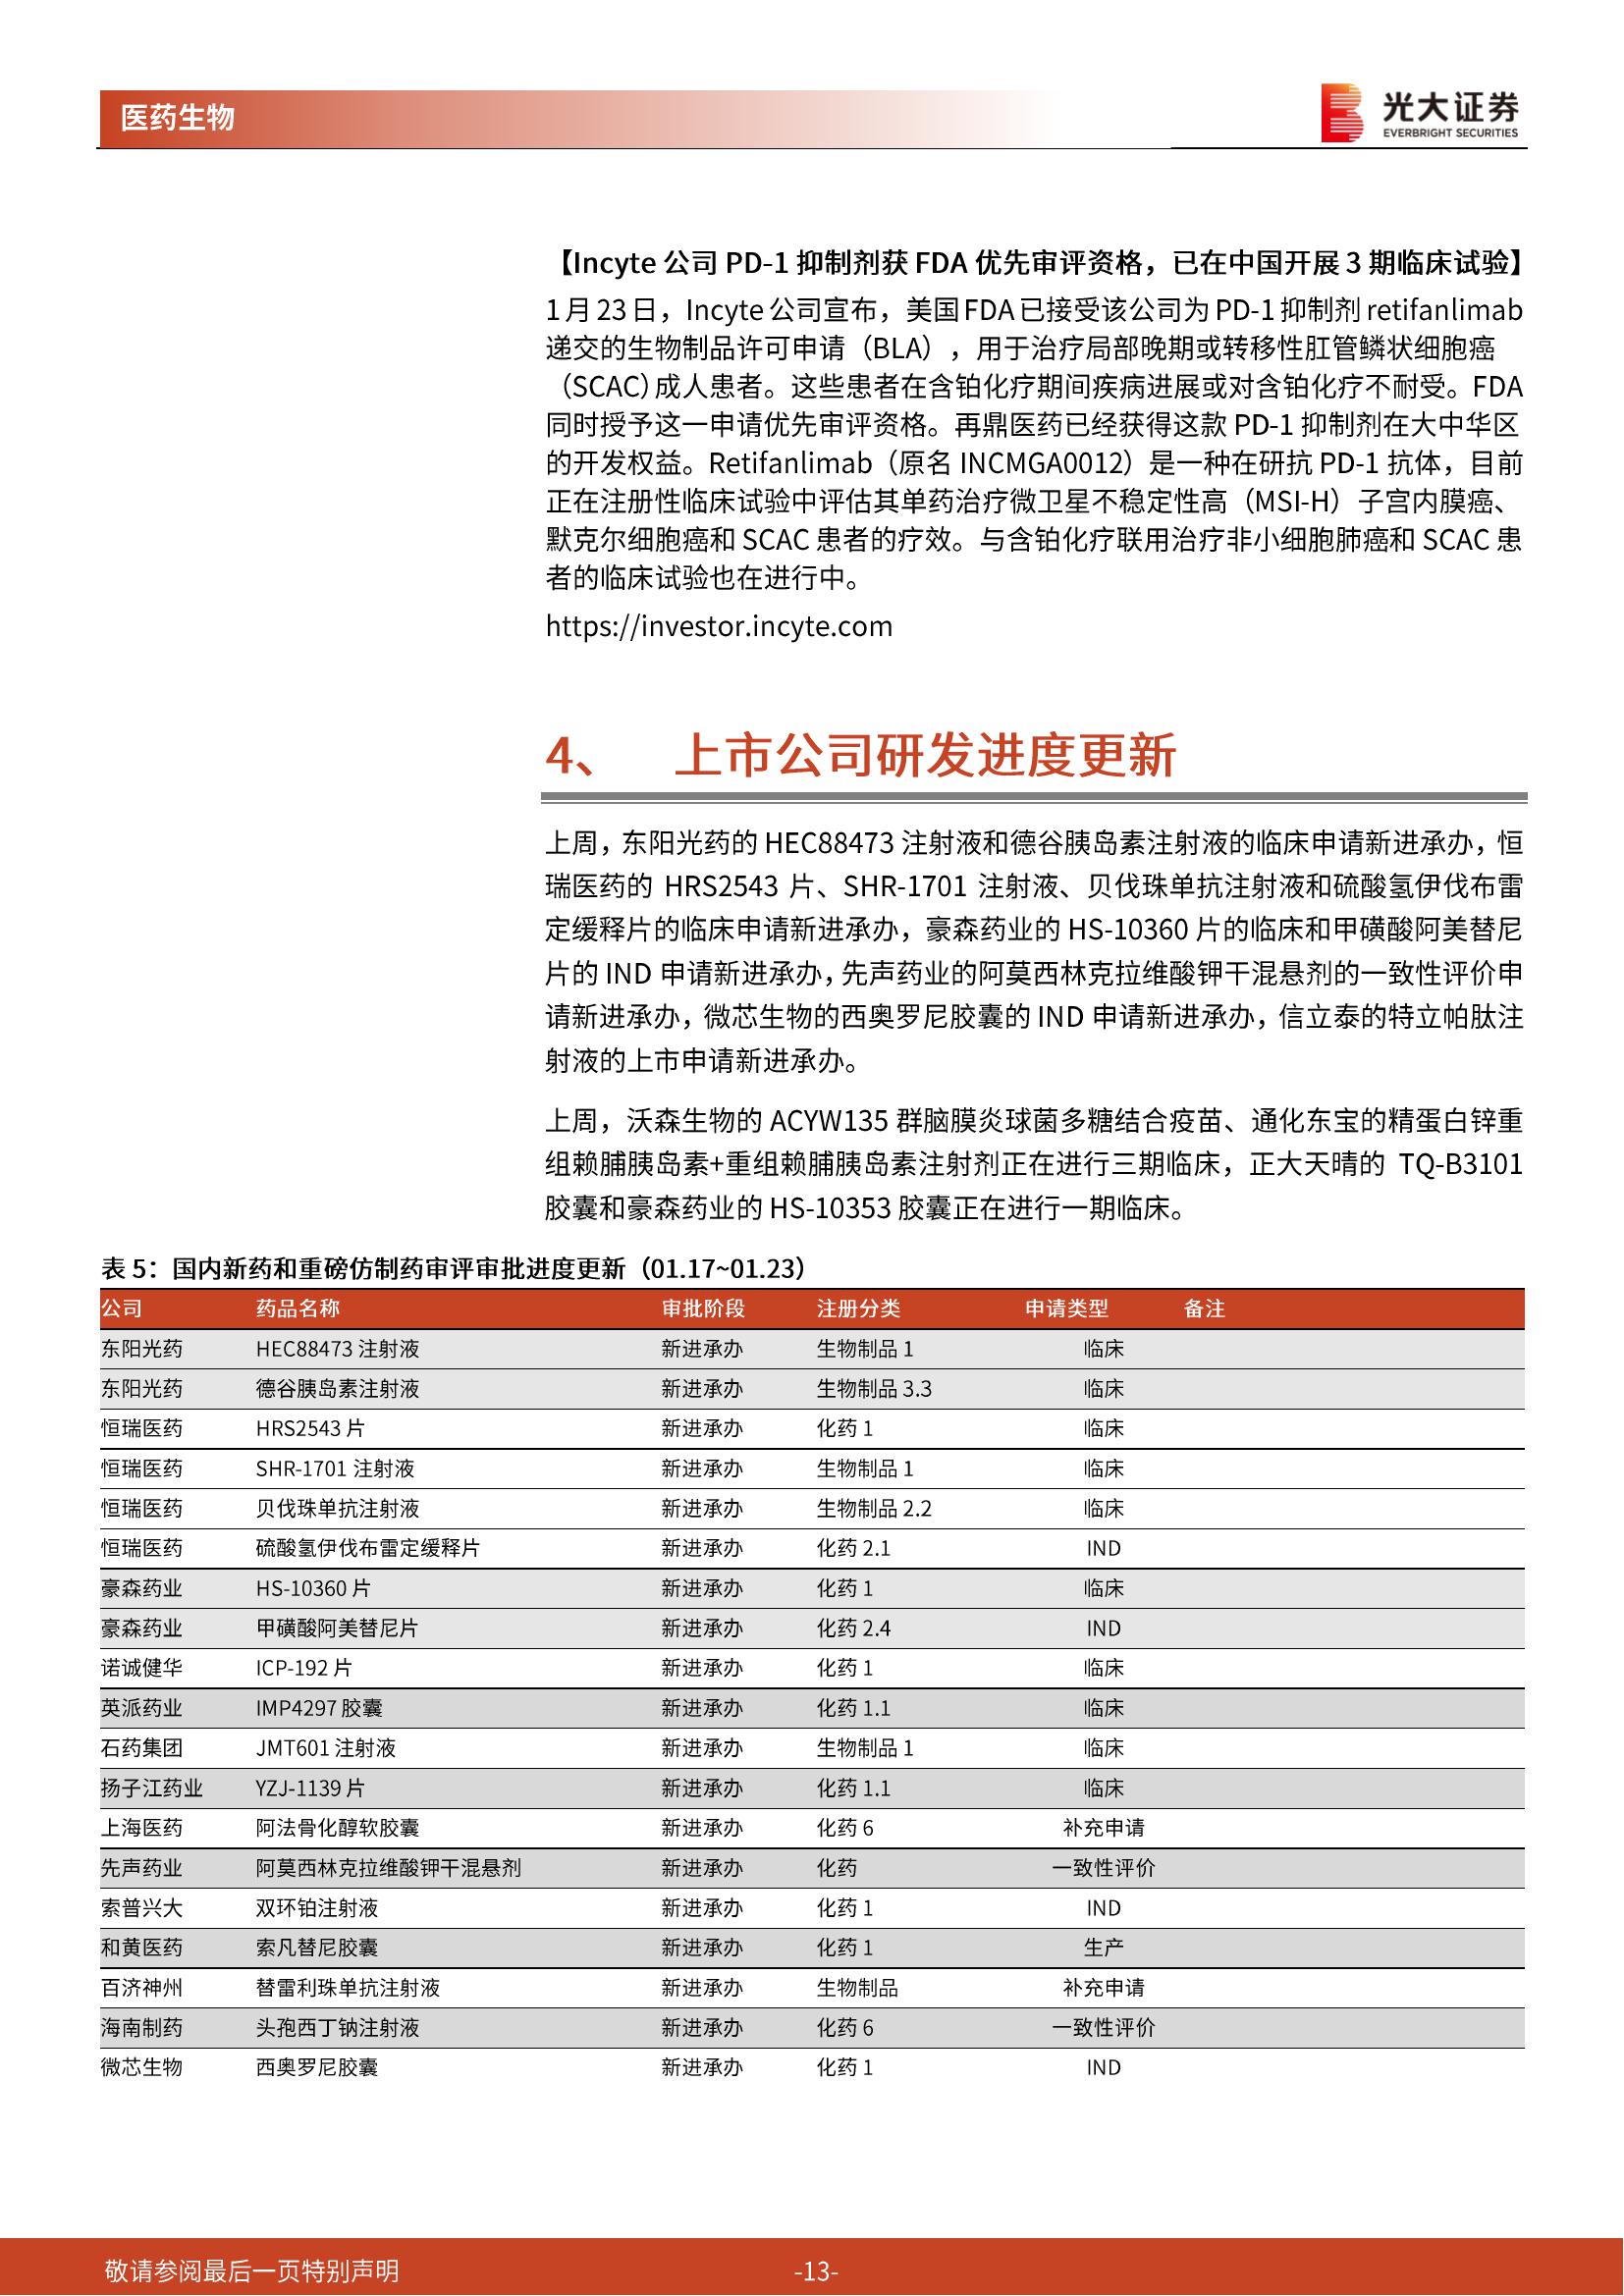 医药生物
光大证券
EVERBRIGHT SECURITIES
【Incyte 公司 PD-1 抑制剂获 FDA 优先审评资格，已在中国开展 3 期临床试验】
1 月 23 日，Incyte 公司宣布，美国 FDA 已接受该公司为 PD-1 抑制剂 retifanlimab
递交的生物制品许可申请（BLA），用于治疗局部晚期或转移性肛管鳞状细胞癌
（SCAC）成人患者。这些患者在含铂化疗期间疾病进展或对含铂化疗不耐受。FDA
同时授予这一申请优先审评资格。再鼎医药已经获得这款 PD-1 抑制剂在大中华区
的开发权益。Retifanlimab（原名 INCMGA0012）是一种在研抗 PD-1 抗体，目前
正在注册性临床试验中评估其单药治疗微卫星不稳定性高（MSI-H）子宫内膜癌、
默克尔细胞癌和 SCAC 患者的疗效。与含铂化疗联用治疗非小细胞肺癌和 SCAC 患
者的临床试验也在进行中。
https://investor.incyte.com
4、 上市公司研发进度更新
上周，东阳光药的 HEC88473 注射液和德谷胰岛素注射液的临床申请新进承办，恒
瑞医药的 HRS2543 片、SHR-1701 注射液、贝伐珠单抗注射液和硫酸氢伊伐布雷
定缓释片的临床申请新进承办，豪森药业的 HS-10360 片的临床和甲磺酸阿美替尼
片的 IND 申请新进承办，先声药业的阿莫西林克拉维酸钾干混悬剂的一致性评价申
请新进承办，微芯生物的西奥罗尼胶囊的 IND 申请新进承办，信立泰的特立帕肽注
射液的上市申请新进承办。
上周，沃森生物的 ACYW135 群脑膜炎球菌多糖结合疫苗、通化东宝的精蛋白锌重
组赖脯胰岛素+重组赖脯胰岛素注射剂正在进行三期临床，正大天晴的 TQ-B3101
胶囊和豪森药业的 HS-10353 胶囊正在进行一期临床。
表 5：国内新药和重磅仿制药审评审批进度更新（01.17~01.23）
公司 药品名称 审批阶段 注册分类 申请类型 备注
东阳光药 HEC88473 注射液 新进承办 生物制品 1 临床
东阳光药 德谷胰岛素注射液 新进承办 生物制品 3.3 临床
恒瑞医药 HRS2543 片 新进承办 化药 1 临床
恒瑞医药 SHR-1701 注射液 新进承办 生物制品 1 临床
恒瑞医药 贝伐珠单抗注射液 新进承办 生物制品 2.2 临床
恒瑞医药 硫酸氢伊伐布雷定缓释片 新进承办 化药 2.1 IND
豪森药业 HS-10360 片 新进承办 化药 1 临床
豪森药业 甲磺酸阿美替尼片 新进承办 化药 2.4 IND
诺诚健华 ICP-192 片 新进承办 化药 1 临床
英派药业 IMP4297 胶囊 新进承办 化药 1.1 临床
石药集团 JMT601 注射液 新进承办 生物制品 1 临床
扬子江药业 YZJ-1139 片 新进承办 化药 1.1 临床
上海医药 阿法骨化醇软胶囊 新进承办 化药 6 补充申请
先声药业 阿莫西林克拉维酸钾干混悬剂 新进承办 化药 一致性评价
索普兴大 双环铂注射液 新进承办 化药 1 IND
和黄医药 索凡替尼胶囊 新进承办 化药 1 生产
百济神州 替雷利珠单抗注射液 新进承办 生物制品 补充申请
海南制药 头孢西丁钠注射液 新进承办 化药 6 一致性评价
微芯生物 西奥罗尼胶囊 新进承办 化药 1 IND
敬请参阅最后一页特别声明 -13-